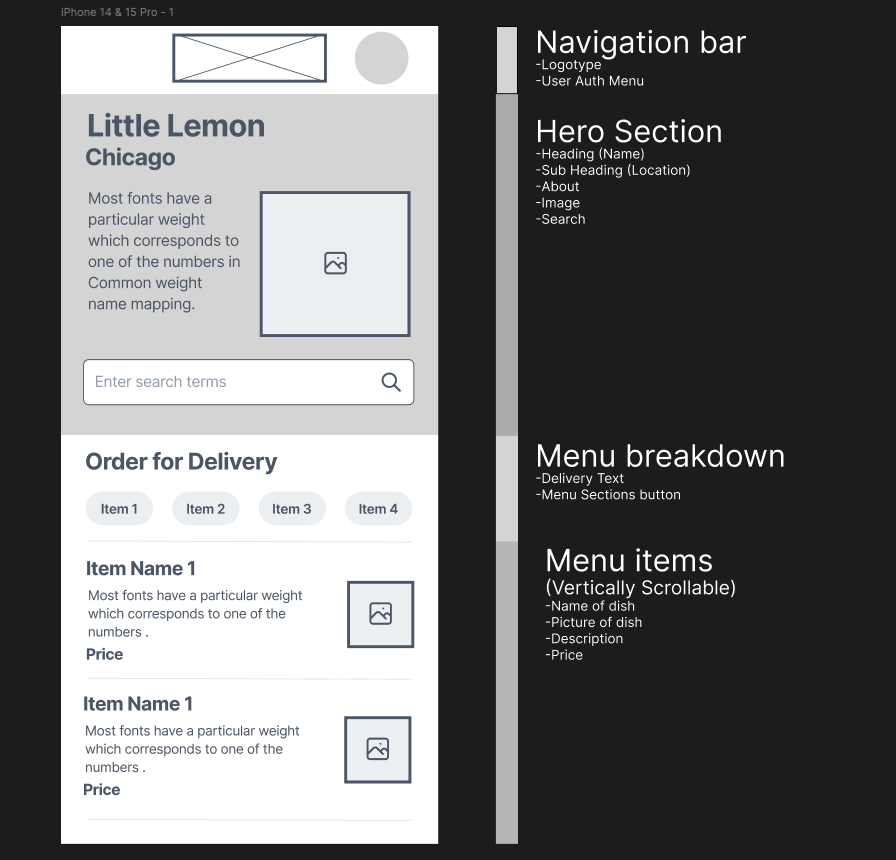 iPhone 14 & 15 Pro - 1
Little Lemon
Chicago
Most fonts have a
particular weight
which corresponds to
one of the numbers in
Common weight
name mapping.
Enter search terms
Order for Delivery
Item 1
Item 2
Item 3
Item 4
Item Name 1
Most fonts have a particular weight
which corresponds to one of the
numbers .
Price
Item Name 1
Most fonts have a particular weight
which corresponds to one of the
numbers .
Price
Navigation bar
-Logotype
-User Auth Menu
Hero Section
-Heading (Name)
-Sub Heading (Location)
-About
-Image
-Search
Menu breakdown
-Delivery Text
-Menu Sections button
Menu items
(Vertically Scrollable)
-Name of dish
-Picture of dish
-Description
-Price